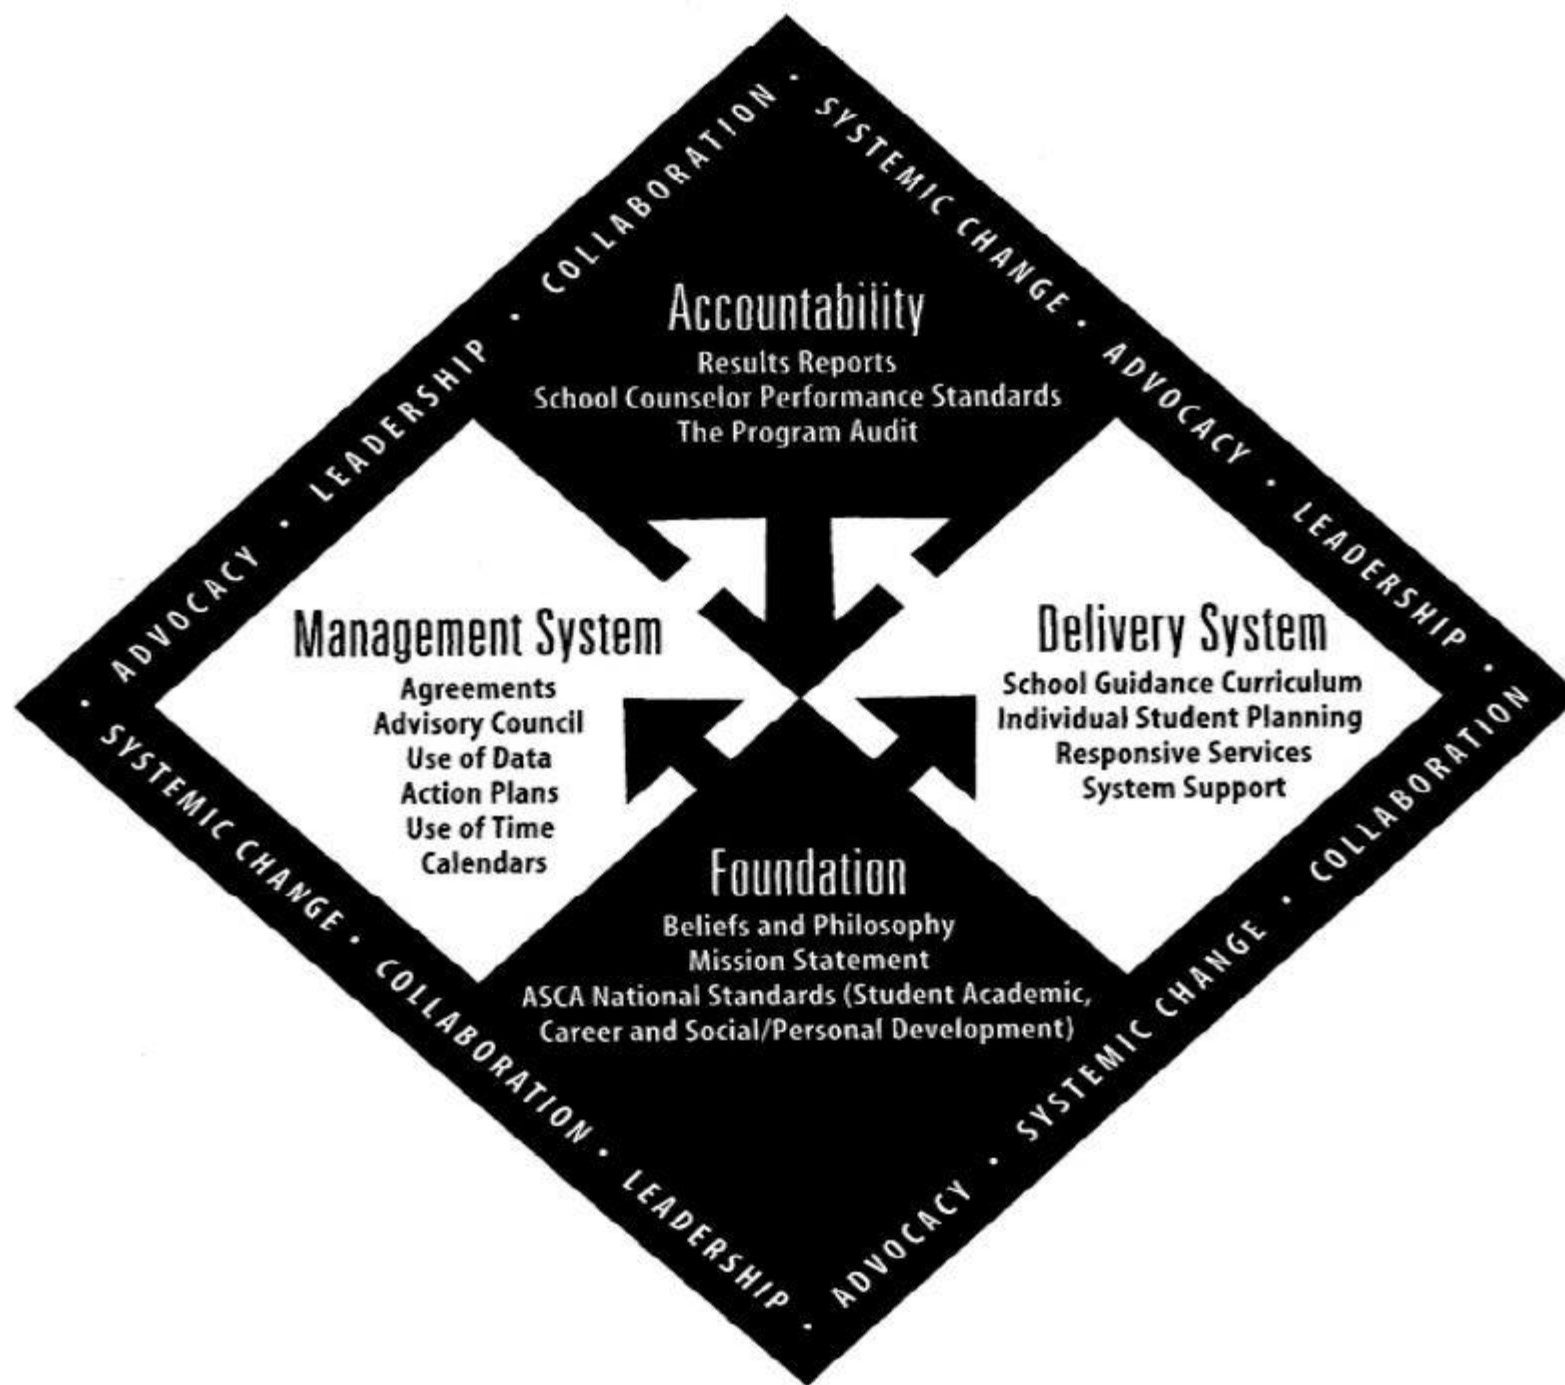 ADVOCACY · LEADERSHIP · COLLABORATION ·
SYSTEMIC CHANGE · ADVOCACY · LEADERSHIP ·
Accountability
Results Reports
School Counselor Performance Standards
The Program Audit
Management System
Agreements
Advisory Council
Use of Data
Action Plans
Use of Time
Calendars
Delivery System
School Guidance Curriculum
Individual Student Planning
Responsive Services
System Support
Foundation
Beliefs and Philosophy
Mission Statement
ASCA National Standards (Student Academic,
Career and Social/Personal Development)
· SYSTEMIC CHANGE · COLLABORATION · LEADERSHIP ·
ADVOCACY · SYSTEMIC CHANGE · COLLABORATION